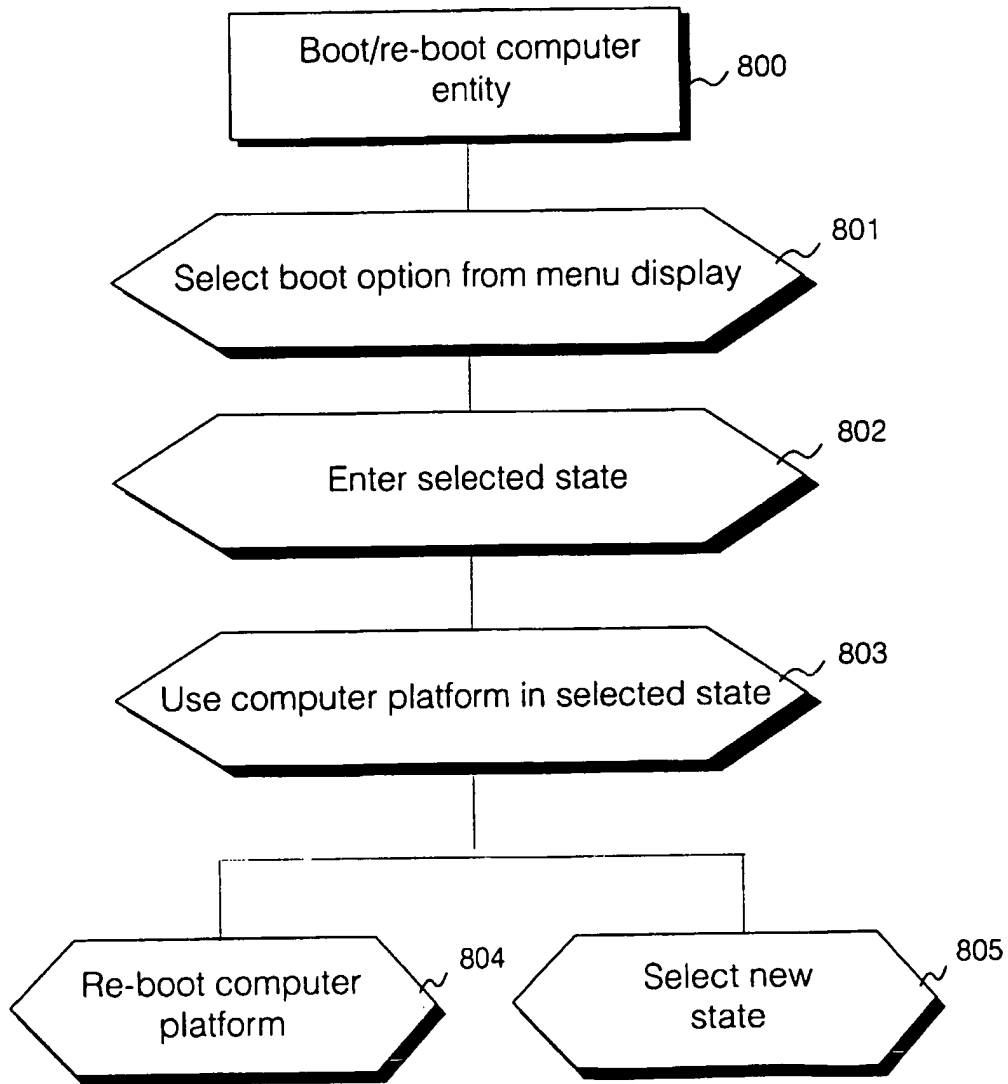 Boot/re-boot computer
entity
800
Select boot option from menu display
801
Enter selected state
802
Use computer platform in selected state
803
Re-boot computer
platform
804
Select new
state
805